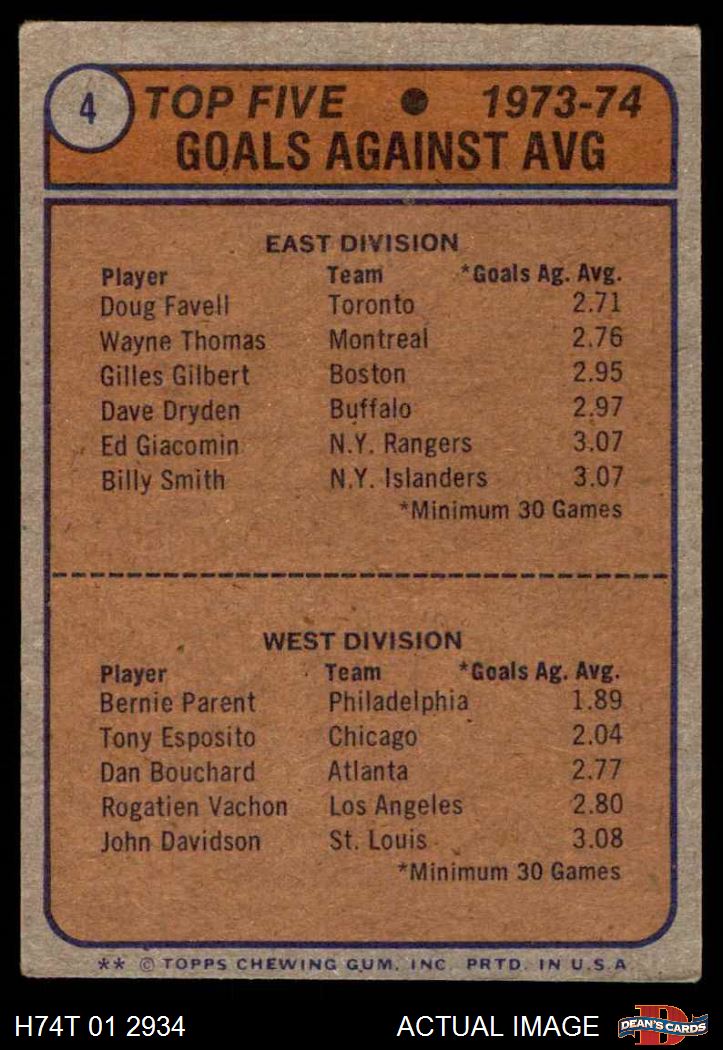 4
TOP FIVE ● 1973-74
GOALS AGAINST AVG
EAST DIVISION
Player Team *Goals Ag. Avg.
Doug Favell Toronto 2.71
Wayne Thomas Montreal 2.76
Gilles Gilbert Boston 2.95
Dave Dryden Buffalo 2.97
Ed Giacomin N.Y. Rangers 3.07
Billy Smith N.Y. Islanders 3.07
*Minimum 30 Games
WEST DIVISION
Player Team *Goals Ag. Avg.
Bernie Parent Philadelphia 1.89
Tony Esposito Chicago 2.04
Dan Bouchard Atlanta 2.77
Rogatien Vachon Los Angeles 2.80
John Davidson St. Louis 3.08
*Minimum 30 Games
** © TOPPS CHEWING GUM, INC. PRTD. IN U.S.A
H74T 01 2934 ACTUAL IMAGE D DEAN'S CARDS